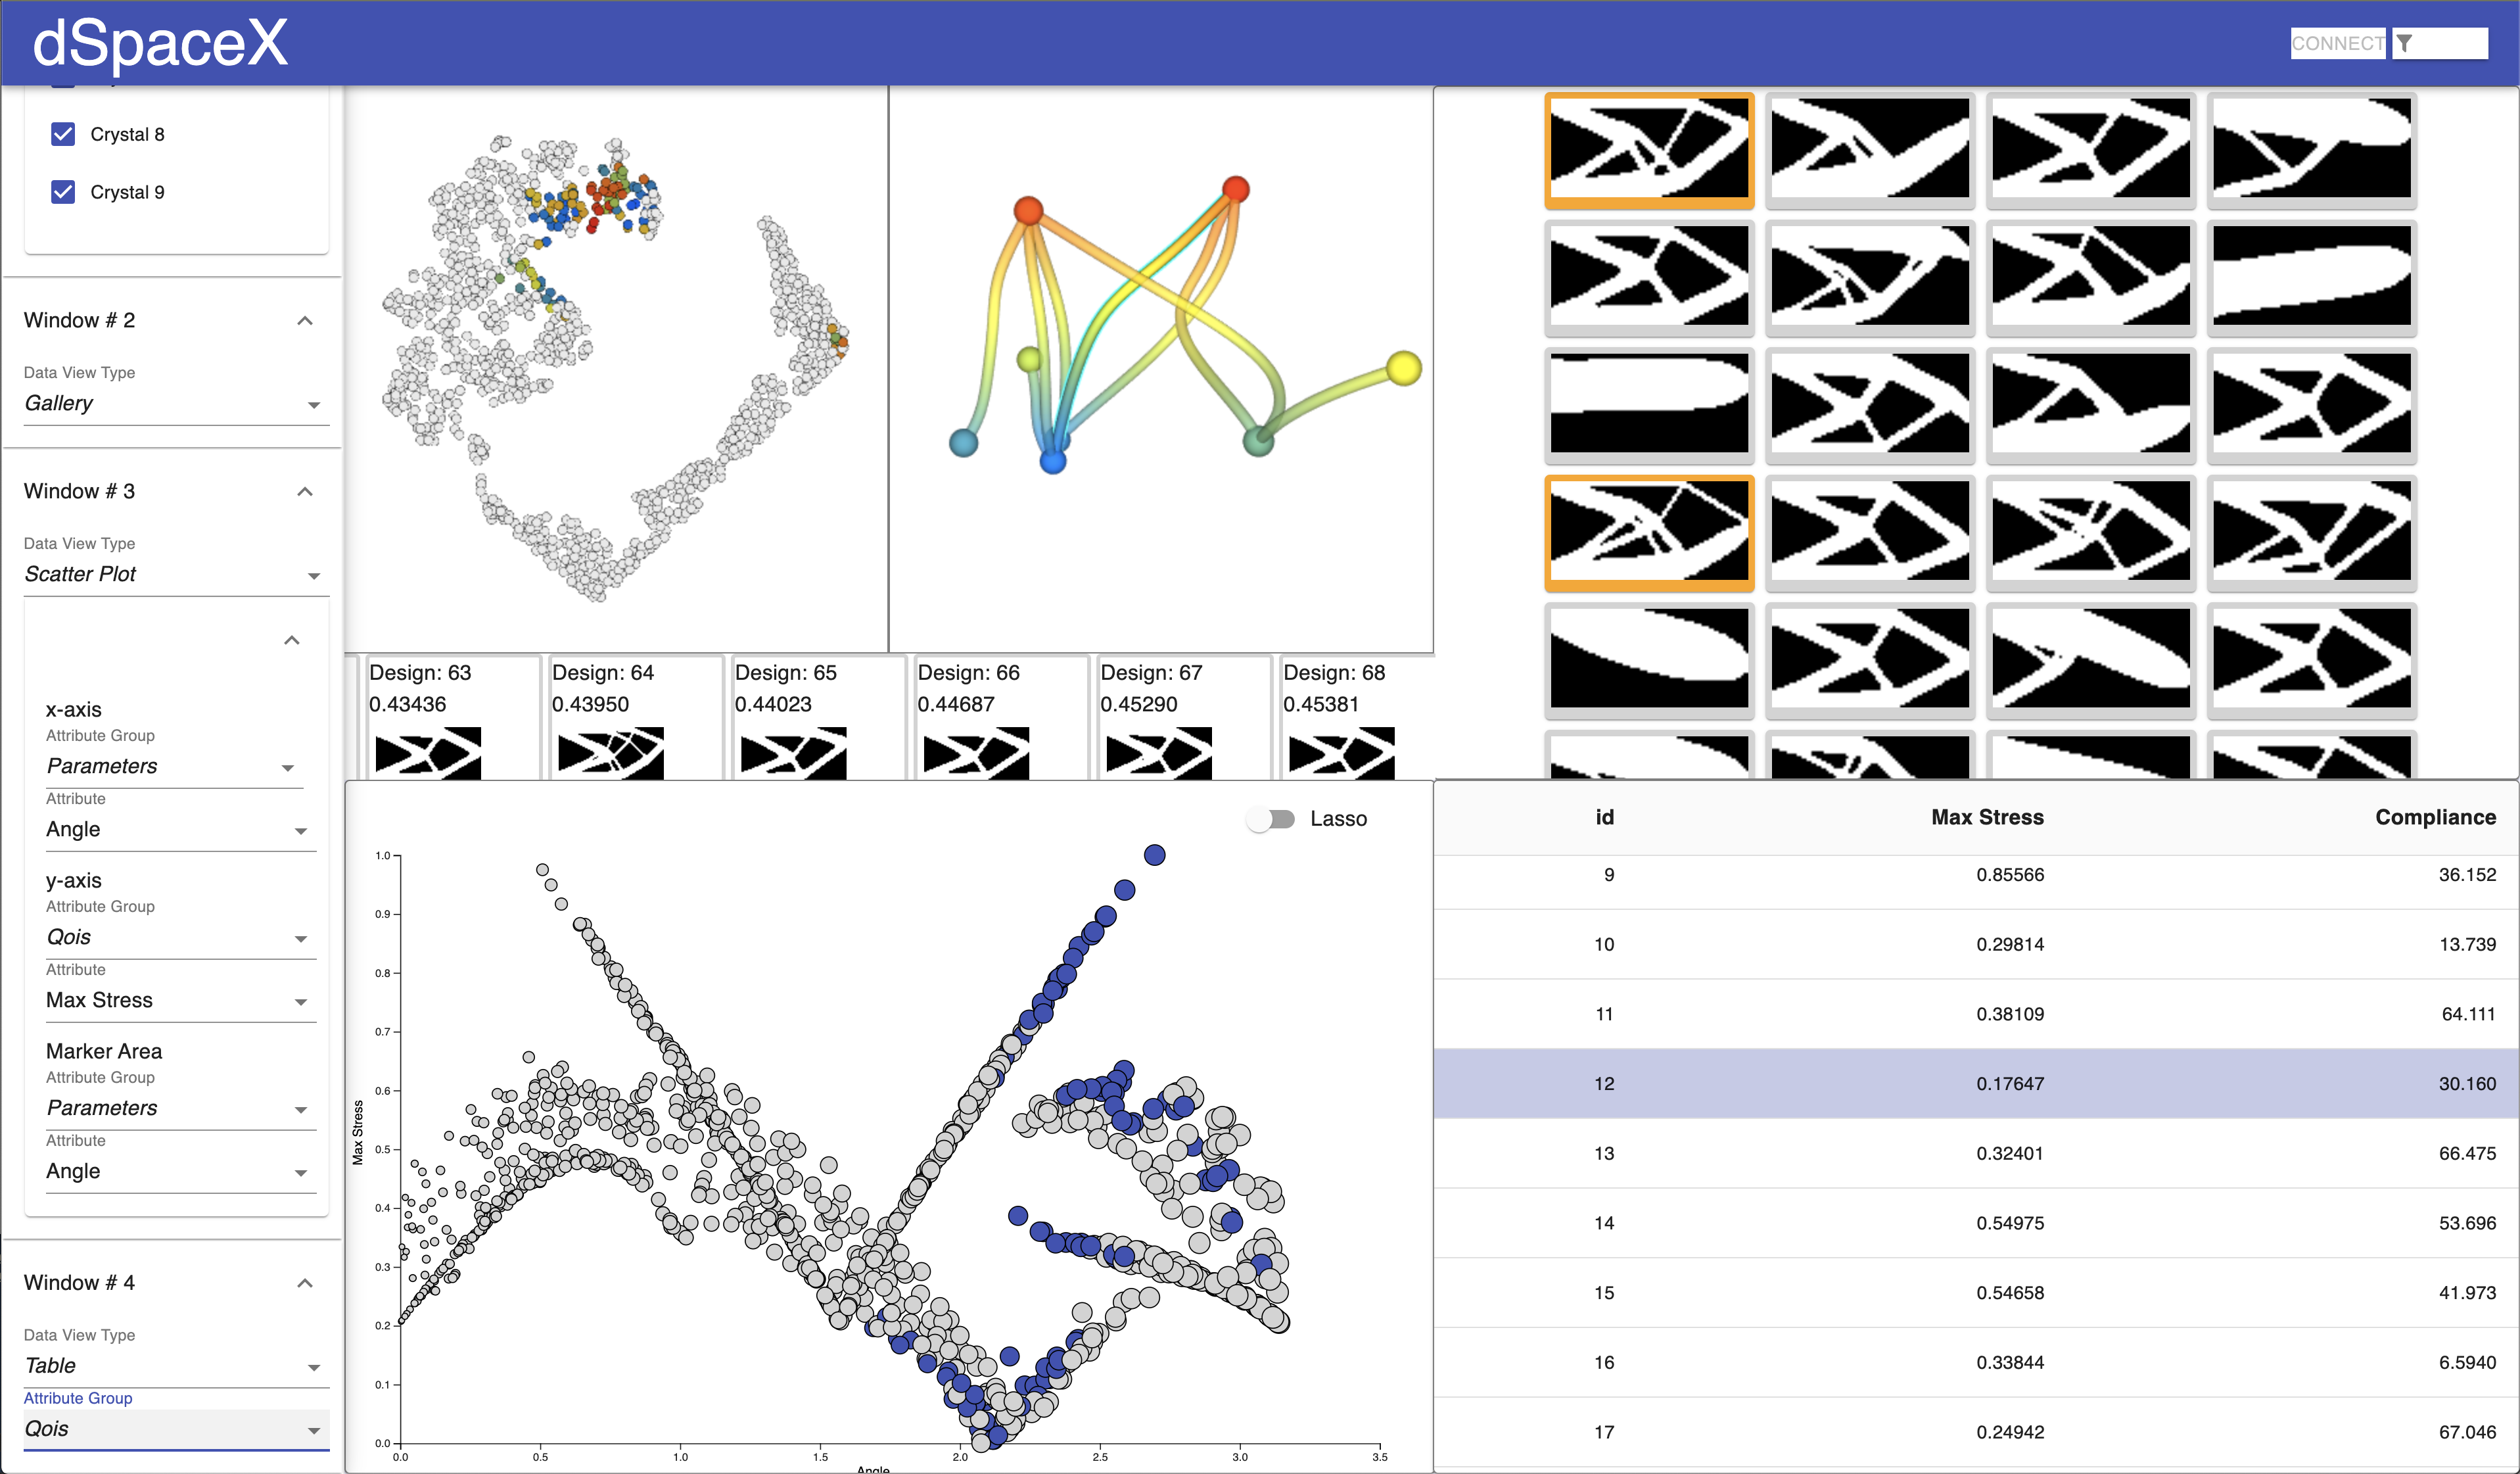 dSpaceX
CONNECT
Crystal 8
Crystal 9
Window # 2
Data View Type
Gallery
Window # 3
Data View Type
Scatter Plot
x-axis
Attribute Group
Parameters
Attribute
Angle
y-axis
Attribute Group
Qois
Attribute
Max Stress
Marker Area
Attribute Group
Parameters
Attribute
Angle
Window # 4
Data View Type
Table
Attribute Group
Qois
Design: 63
0.43436
Design: 64
0.43950
Design: 65
0.44023
Design: 66
0.44687
Design: 67
0.45290
Design: 68
0.45381
Lasso
1.0
0.9
0.8
0.7
0.6
0.5
0.4
0.3
0.2
0.1
0.0
Max Stress
0.0 0.5 1.0 1.5 2.0 2.5 3.0 3.5
Angle
id Max Stress Compliance
9 0.85566 36.152
10 0.29814 13.739
11 0.38109 64.111
12 0.17647 30.160
13 0.32401 66.475
14 0.54975 53.696
15 0.54658 41.973
16 0.33844 6.5940
17 0.24942 67.046